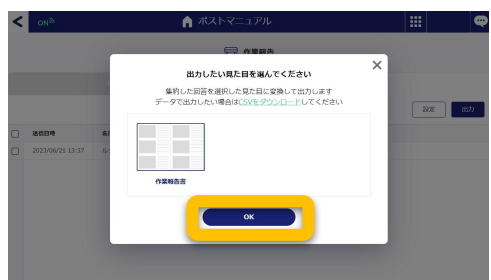 ON
ポストマニュアル
作業報告
出力したい見た目を選んでください
集約した回答を選択した見た目に変換して出力します
データで出力したい場合はCSVをダウンロードしてください
設定
出力
送信日時
2023/06/21 13:37
作業報告書
OK